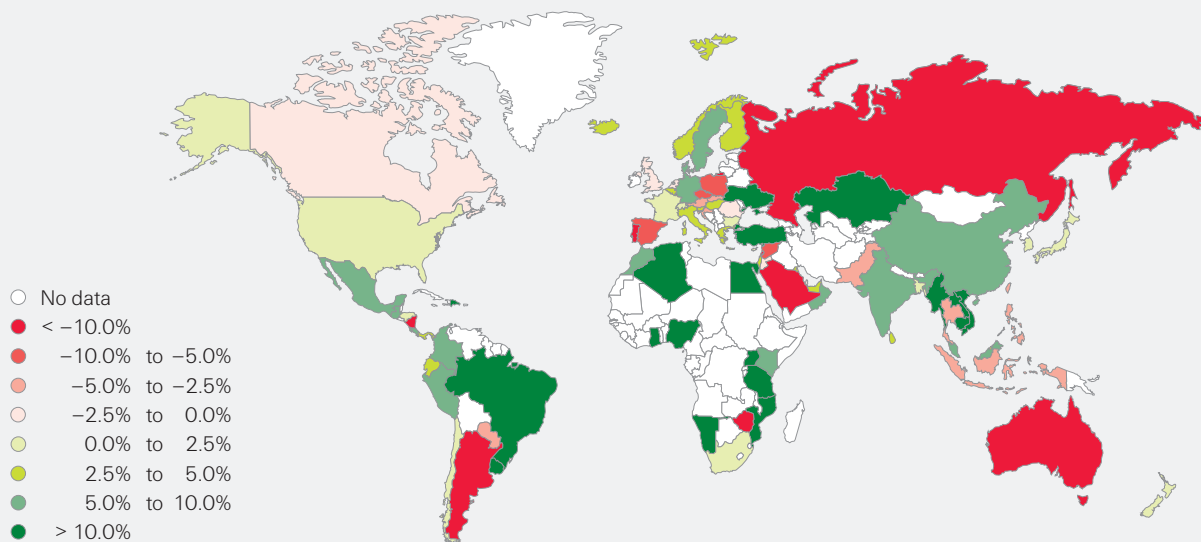 No data
< −10.0%
−10.0% to −5.0%
−5.0% to −2.5%
−2.5% to 0.0%
0.0% to 2.5%
2.5% to 5.0%
5.0% to 10.0%
> 10.0%